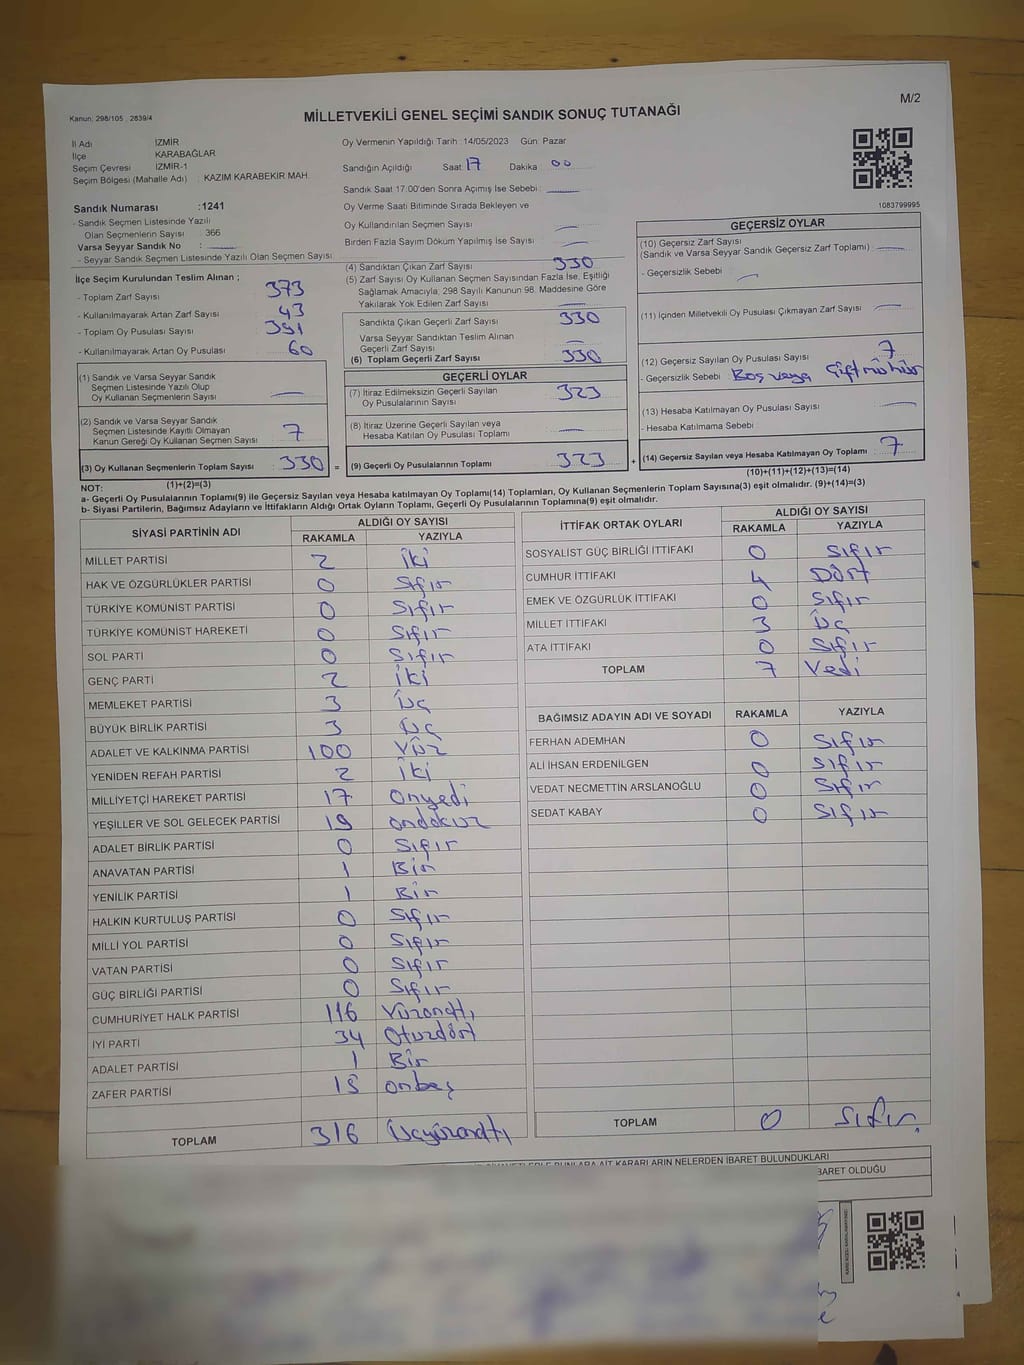 M/2
Kanun: 298/105 , 2839/4
MİLLETVEKİLİ GENEL SEÇİMİ SANDIK SONUÇ TUTANAĞI
İl Adı İZMİR
İlçe KARABAĞLAR
Seçim Çevresi İZMİR-1
Seçim Bölgesi (Mahalle Adı) : KAZIM KARABEKİR MAH.
Oy Vermenin Yapıldığı Tarih : 14/05/2023 Gün: Pazar
Sandığın Açıldığı Saat 17 Dakika 00
Sandık Saat 17:00'den Sonra Açımış İse Sebebi :
Oy Verme Saati Bitiminde Sırada Bekleyen ve
Oy Kullandırılan Seçmen Sayısı
Birden Fazla Sayım Döküm Yapılmış İse Sayısı :
1083799995
Sandık Numarası : 1241
- Sandık Seçmen Listesinde Yazılı
Olan Seçmenlerin Sayısı : 366
Varsa Seyyar Sandık No :
- Seyyar Sandık Seçmen Listesinde Yazılı Olan Seçmen Sayısı :
İlçe Seçim Kurulundan Teslim Alınan ;
- Toplam Zarf Sayısı 373
- Kullanılmayarak Artan Zarf Sayısı : 43
- Toplam Oy Pusulası Sayısı 391
- Kullanılmayarak Artan Oy Pusulası 60
(1) Sandık ve Varsa Seyyar Sandık
Seçmen Listesinde Yazılı Olup
Oy Kullanan Seçmenlerin Sayısı :
(2) Sandık ve Varsa Seyyar Sandık
Seçmen Listesinde Kayıtlı Olmayan
Kanun Gereği Oy Kullanan Seçmen Sayısı : 7
(3) Oy Kullanan Seçmenlerin Toplam Sayısı : 330 =
(1)+(2)=(3)
(4) Sandıktan Çıkan Zarf Sayısı 330
(5) Zarf Sayısı Oy Kullanan Seçmen Sayısından Fazla İse, Eşitliği
Sağlamak Amacıyla, 298 Sayılı Kanunun 98. Maddesine Göre
Yakılarak Yok Edilen Zarf Sayısı
Sandıkta Çıkan Geçerli Zarf Sayısı 330
Varsa Seyyar Sandıktan Teslim Alınan
Geçerli Zarf Sayısı
(6) Toplam Geçerli Zarf Sayısı 330
GEÇERLİ OYLAR
(7) İtiraz Edilmeksizin Geçerli Sayılan
Oy Pusulalarının Sayısı 323
(8) İtiraz Üzerine Geçerli Sayılan veya
Hesaba Katılan Oy Pusulası Toplamı
(9) Geçerli Oy Pusulalarının Toplamı 323 +
GEÇERSİZ OYLAR
(10) Geçersiz Zarf Sayısı
(Sandık ve Varsa Seyyar Sandık Geçersiz Zarf Toplamı) :
- Geçersizlik Sebebi :
(11) İçinden Milletvekili Oy Pusulası Çıkmayan Zarf Sayısı
(12) Geçersiz Sayılan Oy Pusulası Sayısı 7
- Geçersizlik Sebebi : Boş veya Çift mühür
(13) Hesaba Katılmayan Oy Pusulası Sayısı
- Hesaba Katılmama Sebebi
(14) Geçersiz Sayılan veya Hesaba Katılmayan Oy Toplamı : 7
(10)+(11)+(12)+(13)=(14)
NOT:
a- Geçerli Oy Pusulalarının Toplamı(9) ile Geçersiz Sayılan veya Hesaba katılmayan Oy Toplamı(14) Toplamları, Oy Kullanan Seçmenlerin Toplam Sayısına(3) eşit olmalıdır. (9)+(14)=(3)
b- Siyasi Partilerin, Bağımsız Adayların ve İttifakların Aldığı Ortak Oyların Toplamı, Geçerli Oy Pusulalarının Toplamına(9) eşit olmalıdır.
SİYASİ PARTİNİN ADI ALDIĞI OY SAYISI
RAKAMLA YAZIYLA
MİLLET PARTİSİ 2 iki
HAK VE ÖZGÜRLÜKLER PARTİSİ 0 Sıfır
TÜRKİYE KOMÜNİST PARTİSİ 0 Sıfır
TÜRKİYE KOMÜNİST HAREKETİ 0 Sıfır
SOL PARTİ 0 Sıfır
GENÇ PARTİ 2 iki
MEMLEKET PARTİSİ 3 Üç
BÜYÜK BİRLİK PARTİSİ 3 Üç
ADALET VE KALKINMA PARTİSİ 100 Yüz
YENİDEN REFAH PARTİSİ 2 iki
MİLLİYETÇİ HAREKET PARTİSİ 17 Onyedi
YEŞİLLER VE SOL GELECEK PARTİSİ 19 ondokuz
ADALET BİRLİK PARTİSİ 0 Sıfır
ANAVATAN PARTİSİ 1 Bir
YENİLİK PARTİSİ 1 Bir
HALKIN KURTULUŞ PARTİSİ 0 Sıfır
MİLLİ YOL PARTİSİ 0 Sıfır
VATAN PARTİSİ 0 Sıfır
GÜÇ BİRLİĞİ PARTİSİ 0 Sıfır
CUMHURİYET HALK PARTİSİ 116 Yüzonaltı
İYİ PARTİ 34 Otuzdört
ADALET PARTİSİ 1 Bir
ZAFER PARTİSİ 15 onbeş
TOPLAM 316 Üçyüzonaltı
İTTİFAK ORTAK OYLARI ALDIĞI OY SAYISI
RAKAMLA YAZIYLA
SOSYALİST GÜÇ BİRLİĞİ İTTİFAKI 0 Sıfır
CUMHUR İTTİFAKI 4 Dört
EMEK VE ÖZGÜRLÜK İTTİFAKI 0 Sıfır
MİLLET İTTİFAKI 3 Üç
ATA İTTİFAKI 0 Sıfır
TOPLAM 7 Yedi
BAĞIMSIZ ADAYIN ADI VE SOYADI RAKAMLA YAZIYLA
FERHAN ADEMHAN 0 Sıfır
ALİ İHSAN ERDENİLGEN 0 Sıfır
VEDAT NECMETTİN ARSLANOĞLU 0 Sıfır
SEDAT KABAY 0 Sıfır
TOPLAM 0 Sıfır
BUNLARA AİT KARARLARIN NELERDEN İBARET BULUNDUKLARI
İBARET OLDUĞU